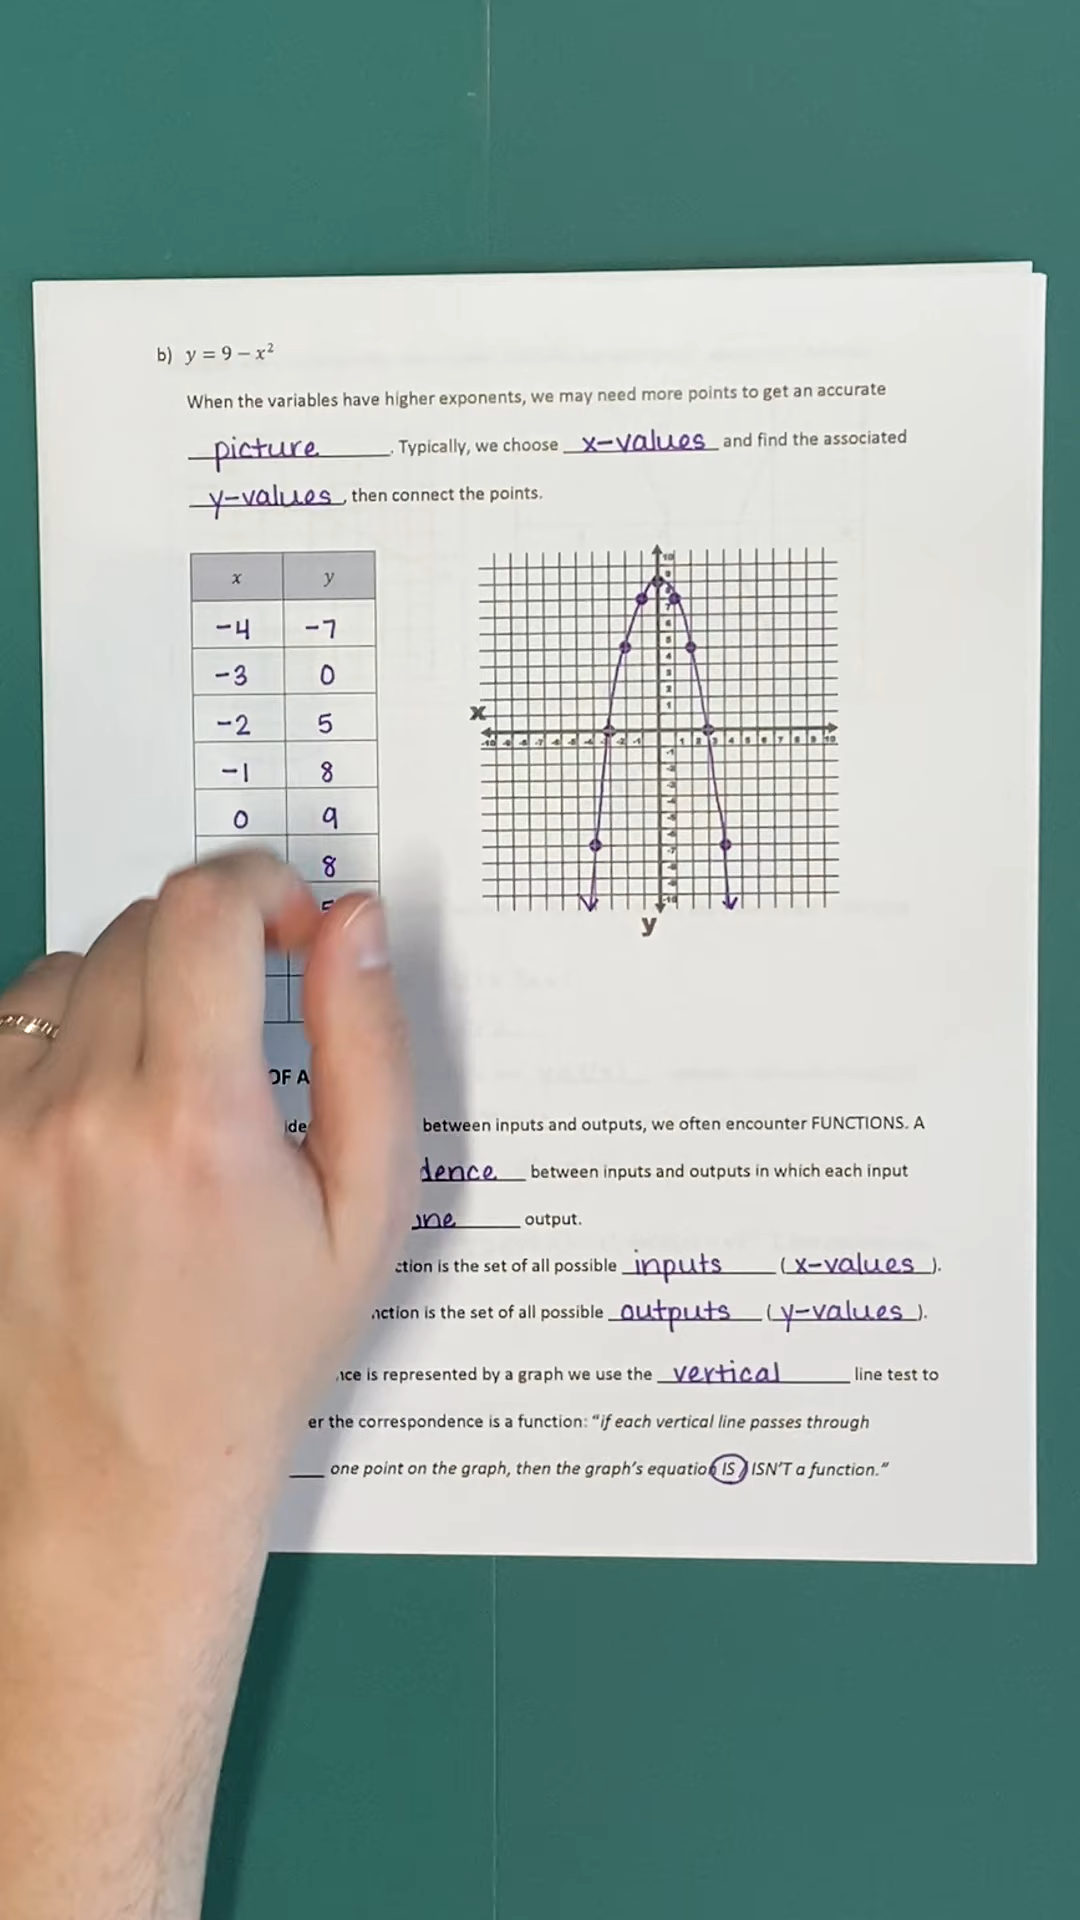 b) y = 9 – x²
When the variables have higher exponents, we may need more points to get an accurate
picture. Typically, we choose x-values and find the associated
y-values, then connect the points.
x y
-4 -7
-3 0
-2 5
-1 8
0 9
8
5
x
y
OF A
between inputs and outputs, we often encounter FUNCTIONS. A
between inputs and outputs in which each input
output.
is the set of all possible inputs (x-values).
is the set of all possible outputs (y-values).
is represented by a graph we use the vertical line test to
the correspondence is a function: "if each vertical line passes through
one point on the graph, then the graph's equation IS / ISN'T a function."